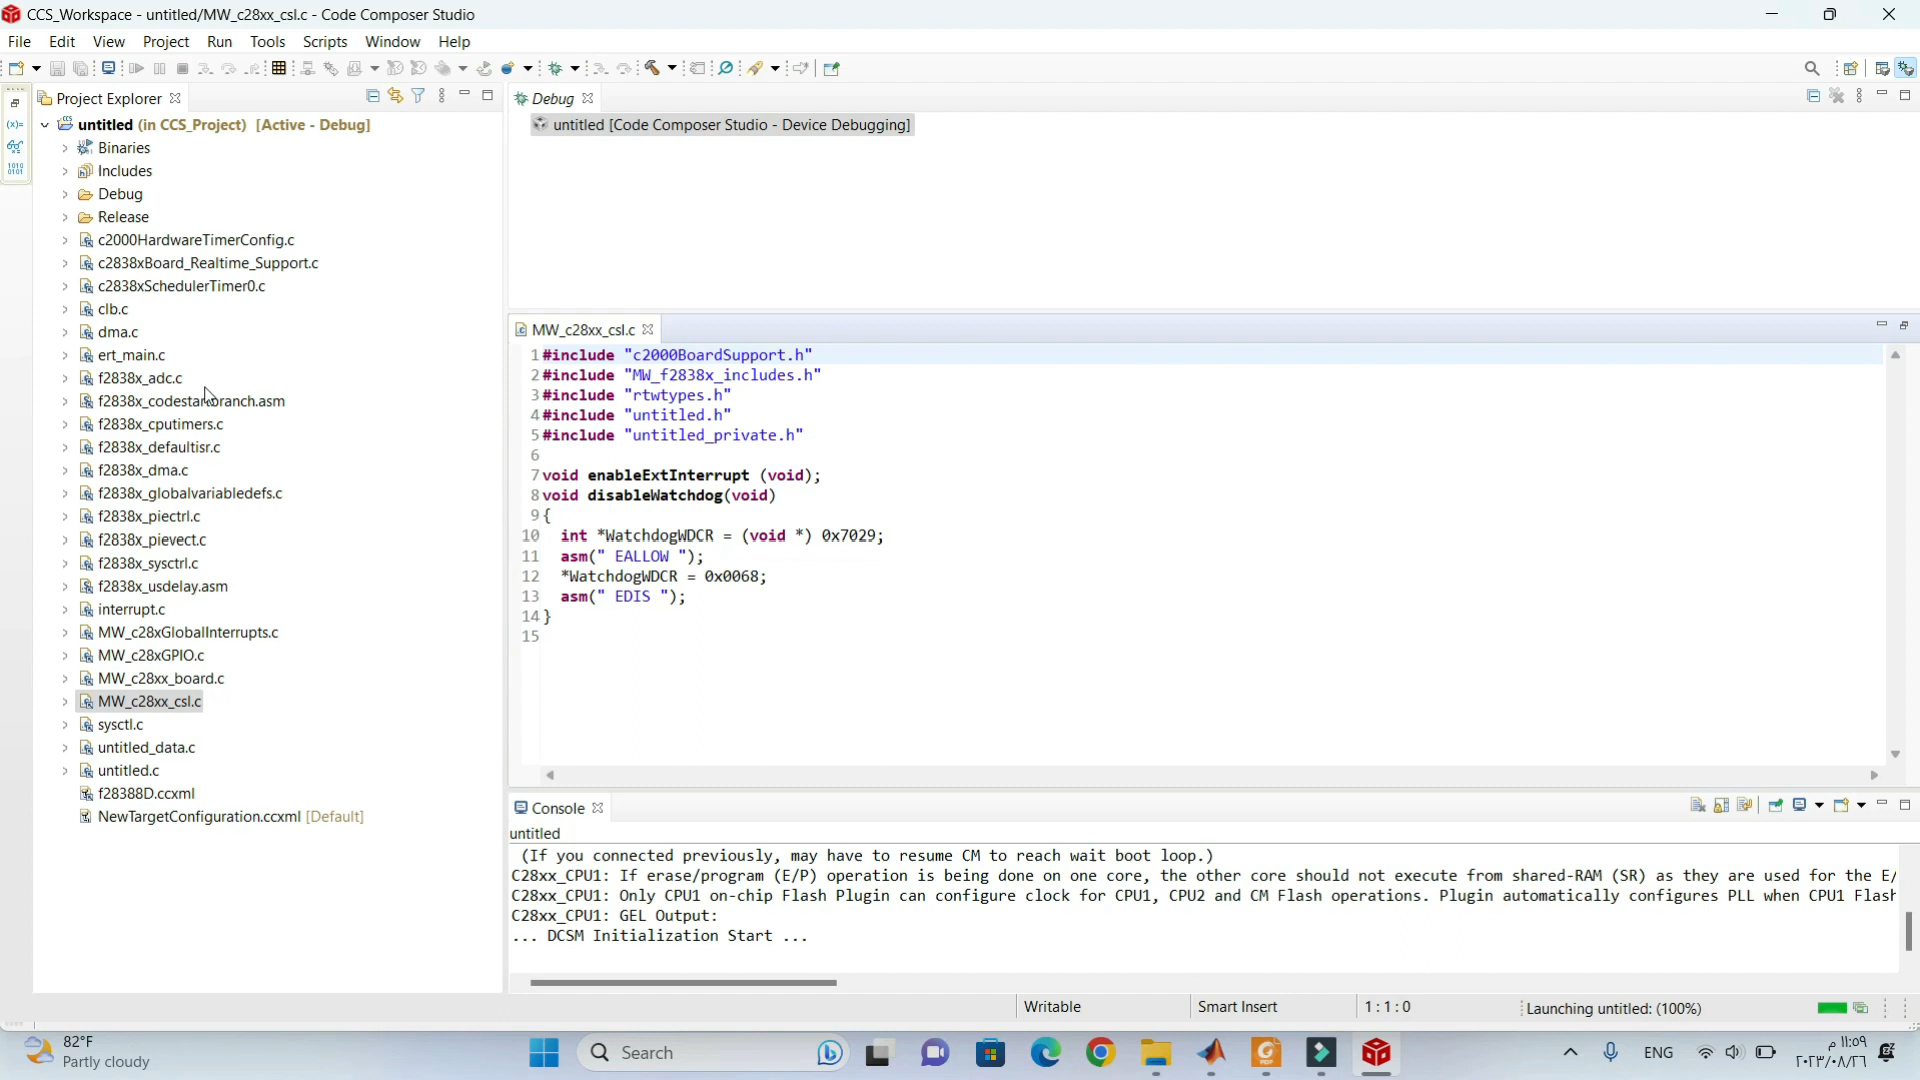 CCS_Workspace - untitled/MW_c28xx_csl.c - Code Composer Studio
File Edit View Project Run Tools Scripts Window Help
Project Explorer
untitled (in CCS_Project) [Active - Debug]
Binaries
Includes
Debug
Release
c2000HardwareTimerConfig.c
c2838xBoard_Realtime_Support.c
c2838xSchedulerTimer0.c
clb.c
dma.c
ert_main.c
f2838x_adc.c
f2838x_codestartbranch.asm
f2838x_cputimers.c
f2838x_defaultisr.c
f2838x_dma.c
f2838x_globalvariabledefs.c
f2838x_piectrl.c
f2838x_pievect.c
f2838x_sysctrl.c
f2838x_usdelay.asm
interrupt.c
MW_c28xGlobalInterrupts.c
MW_c28xGPIO.c
MW_c28xx_board.c
MW_c28xx_csl.c
sysctl.c
untitled_data.c
untitled.c
f28388D.ccxml
NewTargetConfiguration.ccxml [Default]
Debug
untitled [Code Composer Studio - Device Debugging]
MW_c28xx_csl.c
1 #include "c2000BoardSupport.h"
2 #include "MW_f2838x_includes.h"
3 #include "rtwtypes.h"
4 #include "untitled.h"
5 #include "untitled_private.h"
6
7 void enableExtInterrupt (void);
8 void disableWatchdog(void)
9 {
10 int *WatchdogWDCR = (void *) 0x7029;
11 asm(" EALLOW ");
12 *WatchdogWDCR = 0x0068;
13 asm(" EDIS ");
14 }
15
Console
untitled
(If you connected previously, may have to resume CM to reach wait boot loop.)
C28xx_CPU1: If erase/program (E/P) operation is being done on one core, the other core should not execute from shared-RAM (SR) as they are used for the E/
C28xx_CPU1: Only CPU1 on-chip Flash Plugin can configure clock for CPU1, CPU2 and CM Flash operations. Plugin automatically configures PLL when CPU1 Flash
C28xx_CPU1: GEL Output:
... DCSM Initialization Start ...
Writable Smart Insert 1 : 1 : 0 Launching untitled: (100%)
82°F
Partly cloudy
Search
ENG
١١:٥٩ م
٢٠٢٣/٠٨/٢٦